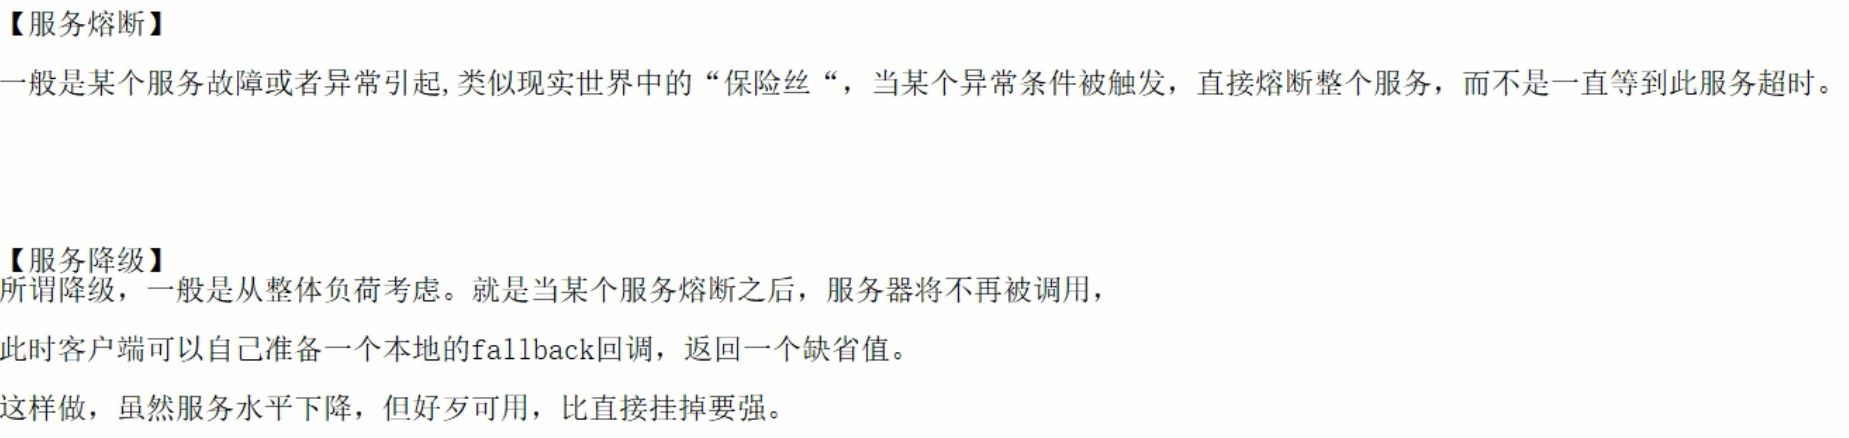 【服务熔断】
一般是某个服务故障或者异常引起,类似现实世界中的“保险丝“，当某个异常条件被触发，直接熔断整个服务，而不是一直等到此服务超时。
【服务降级】
所谓降级，一般是从整体负荷考虑。就是当某个服务熔断之后，服务器将不再被调用，
此时客户端可以自己准备一个本地的fallback回调，返回一个缺省值。
这样做，虽然服务水平下降，但好歹可用，比直接挂掉要强。